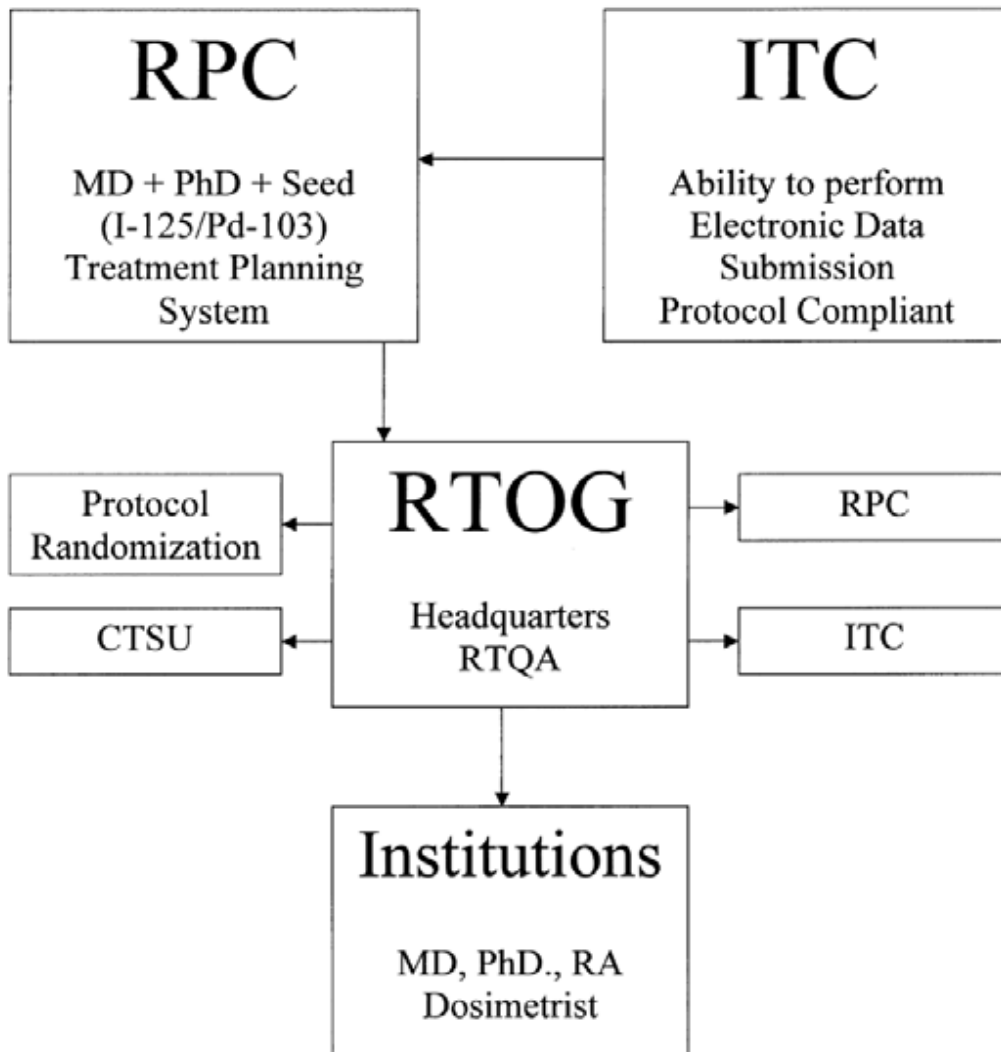 RPC
MD + PhD + Seed
(I-125/Pd-103)
Treatment Planning
System
ITC
Ability to perform
Electronic Data
Submission
Protocol Compliant
Protocol
Randomization
CTSU
RTOG
Headquarters
RTQA
RPC
ITC
Institutions
MD, PhD., RA
Dosimetrist